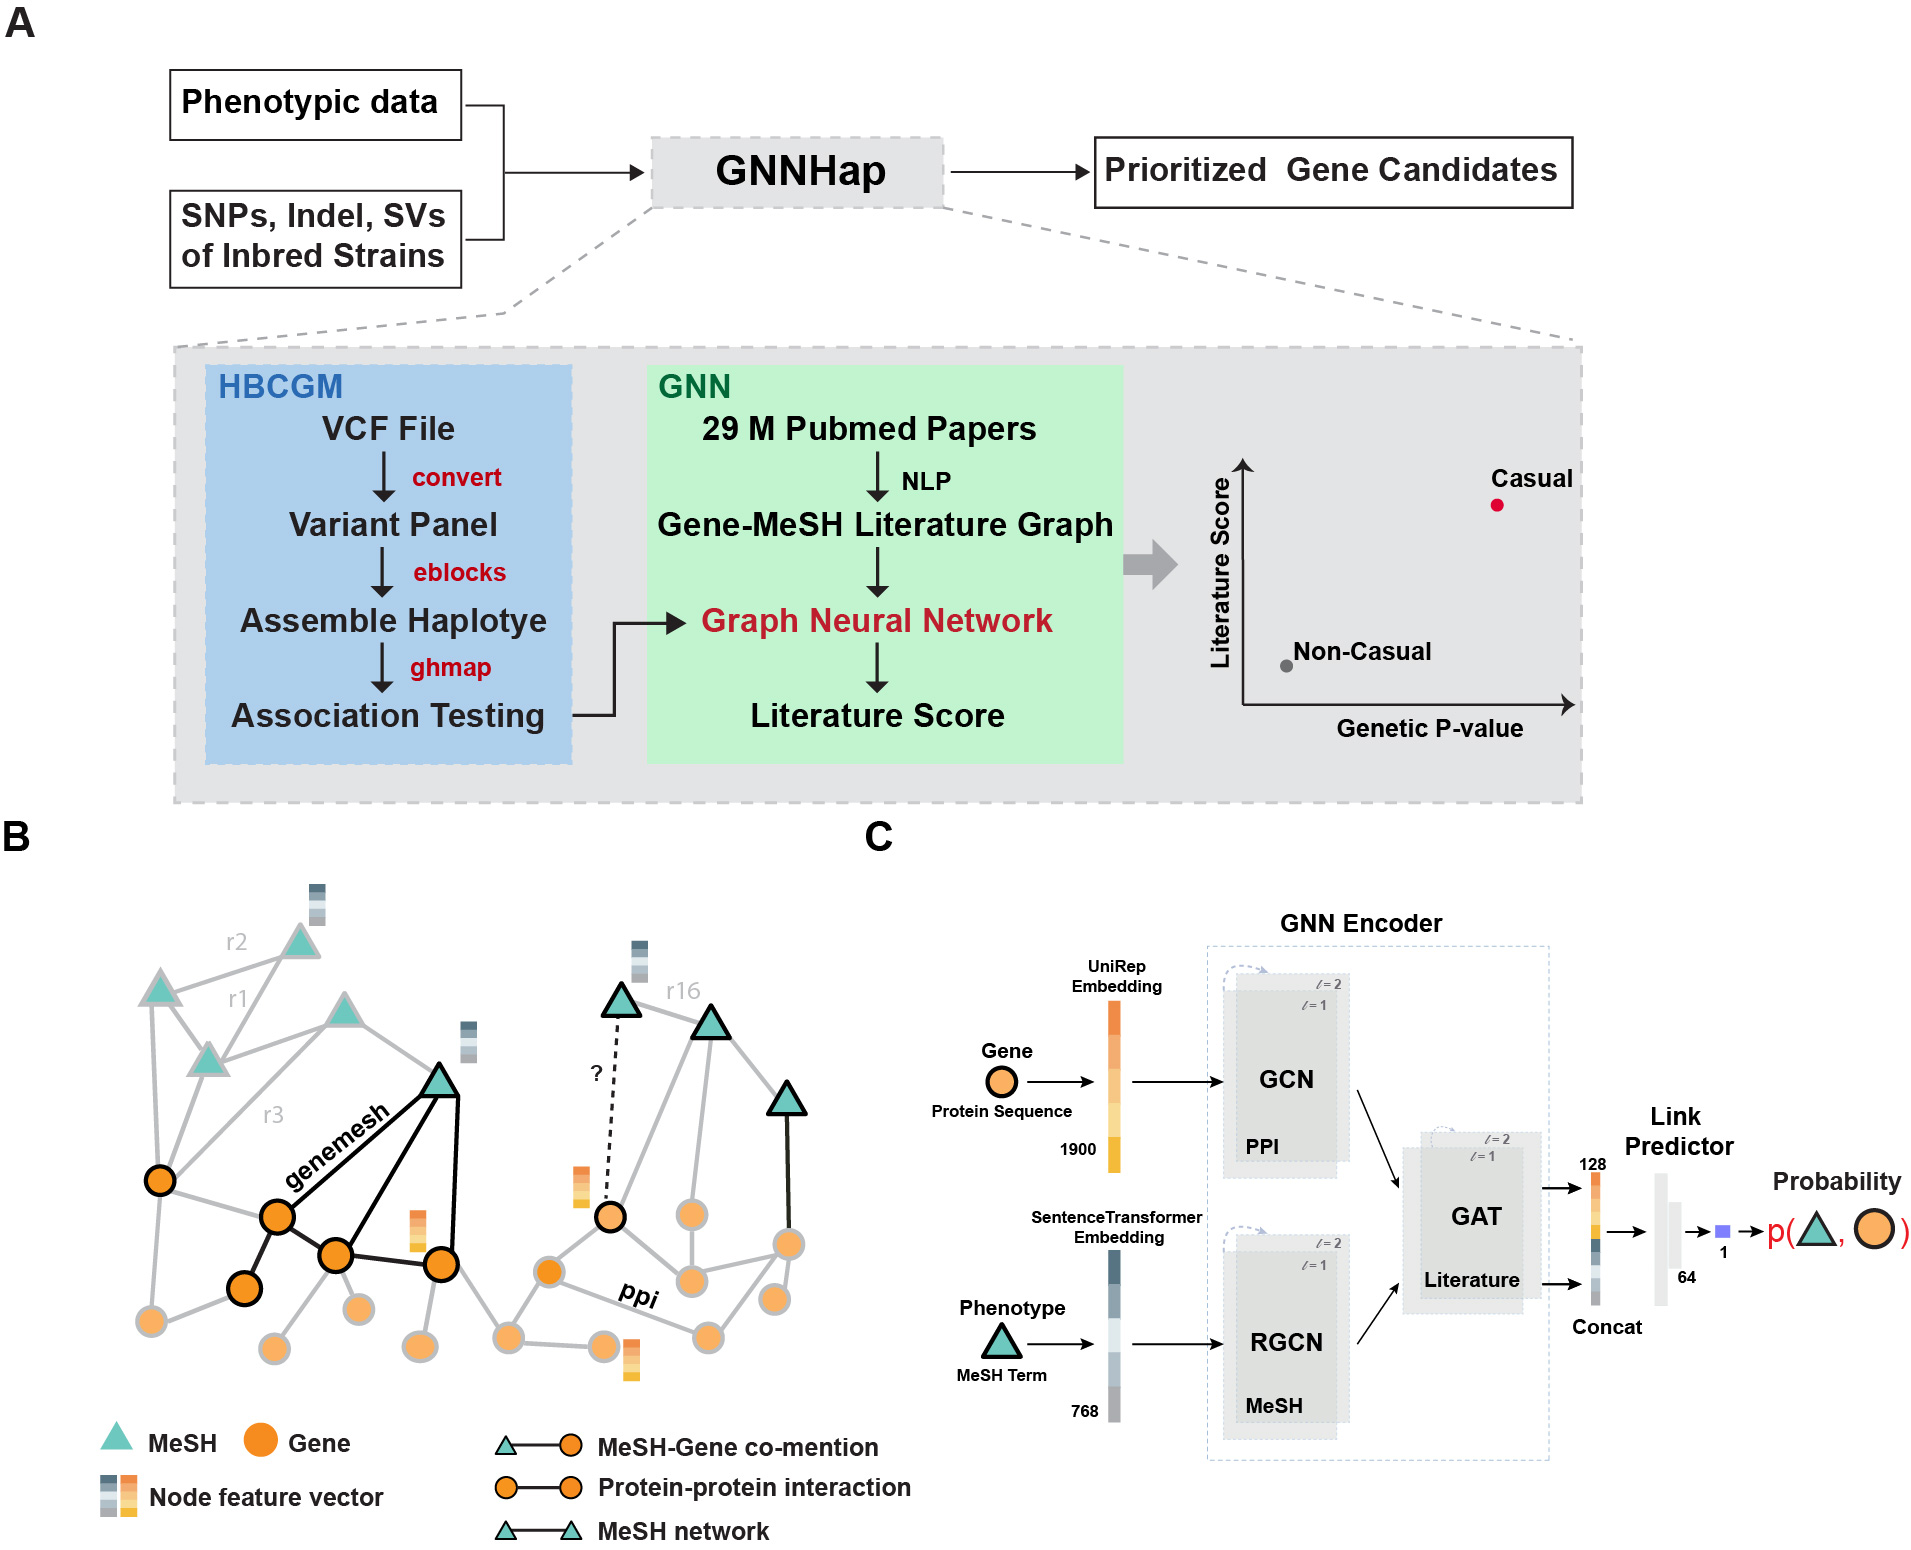 A
Phenotypic data
SNPs, Indel, SVs
of Inbred Strains
GNNHap
Prioritized Gene Candidates
HBCGM
VCF File
convert
Variant Panel
eblocks
Assemble Haplotye
ghmap
Association Testing
GNN
29 M Pubmed Papers
NLP
Gene-MeSH Literature Graph
Graph Neural Network
Literature Score
Literature Score
Casual
Non-Casual
Genetic P-value
B
r2
r1
r3
genemesh
r16
?
ppi
MeSH
Gene
Node feature vector
MeSH-Gene co-mention
Protein-protein interaction
MeSH network
C
GNN Encoder
UniRep
Embedding
Gene
Protein Sequence
1900
ℓ = 2
ℓ = 1
GCN
PPI
SentenceTransformer
Embedding
Phenotype
MeSH Term
768
ℓ = 2
ℓ = 1
RGCN
MeSH
ℓ = 2
ℓ = 1
GAT
Literature
128
Concat
Link
Predictor
64
1
Probability
p( , )